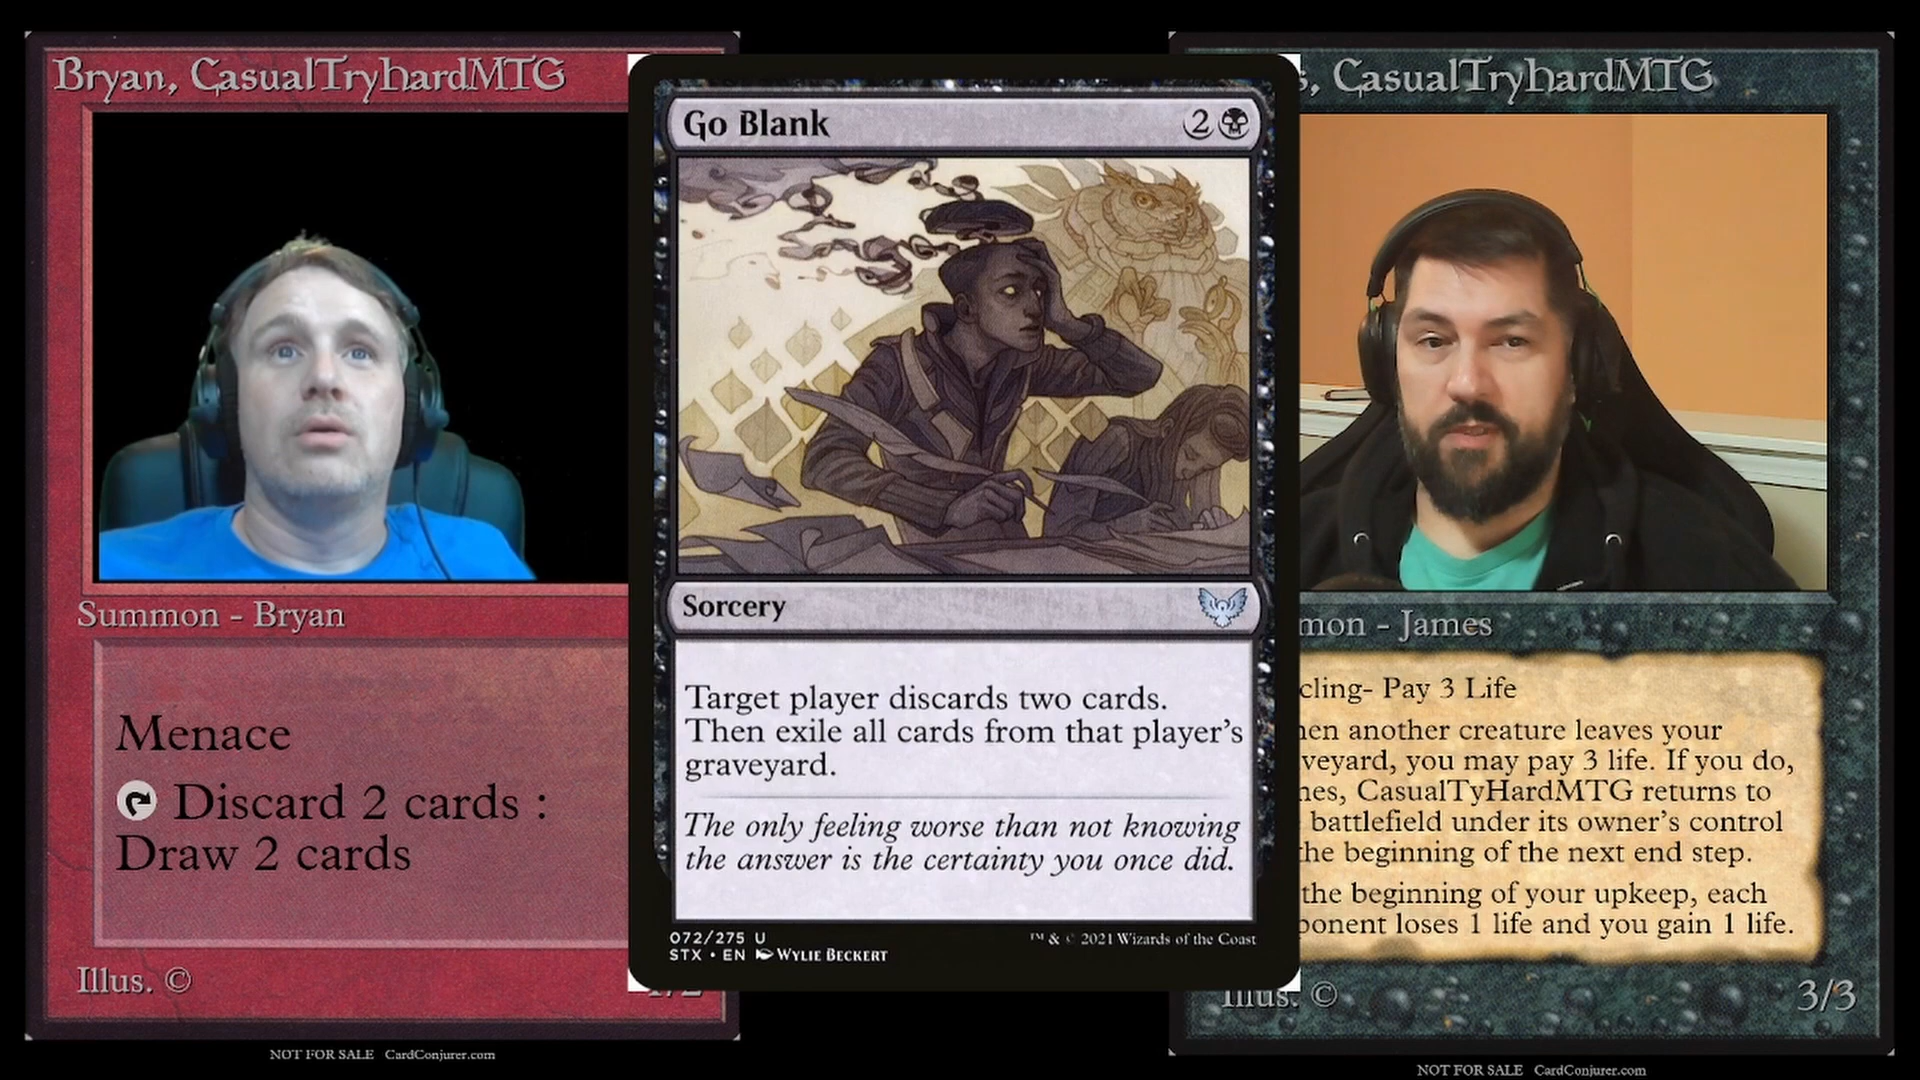 Bryan, CasualTryhardMTG
Summon - Bryan
Menace
Discard 2 cards :
Draw 2 cards
Illus. ©
NOT FOR SALE CardConjurer.com
Go Blank
2
Sorcery
Target player discards two cards.
Then exile all cards from that player's
graveyard.
The only feeling worse than not knowing
the answer is the certainty you once did.
072/275 U
STX • EN WYLIE BECKERT
™ & © 2021 Wizards of the Coast
, CasualTryhardMTG
- James
Pay 3 Life
another creature leaves your
you may pay 3 life. If you do,
CasualTyHardMTG returns to
battlefield under its owner's control
the beginning of the next end step.
the beginning of your upkeep, each
loses 1 life and you gain 1 life.
Illus. ©
3/3
NOT FOR SALE CardConjurer.com